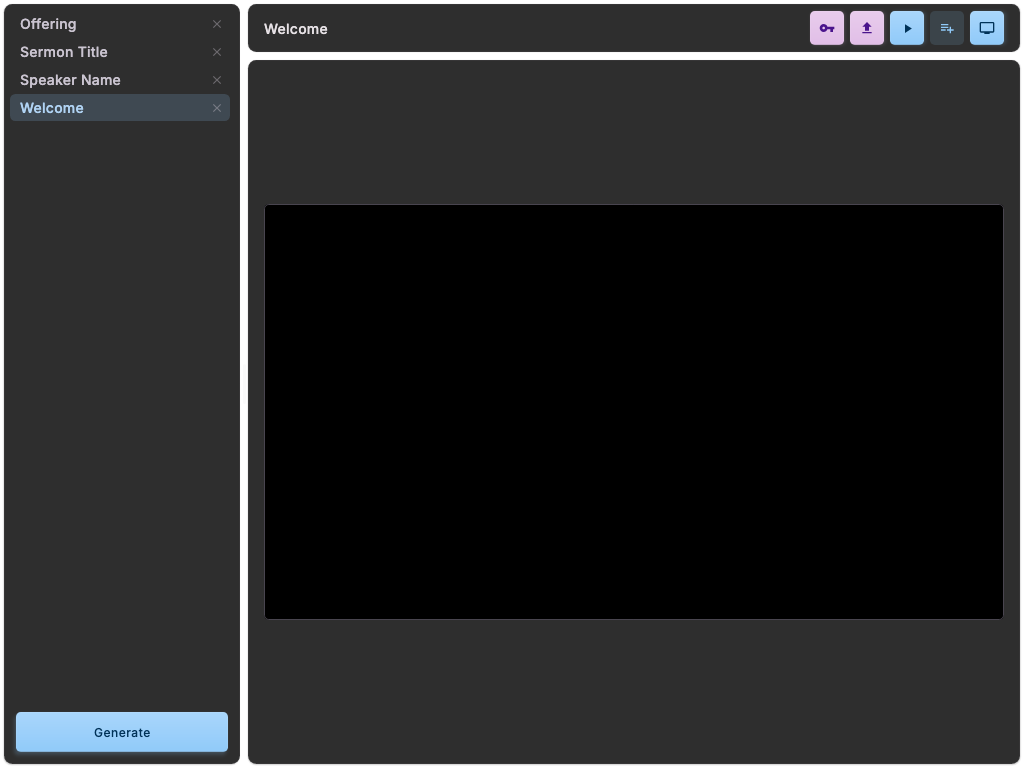 Offering
Sermon Title
Speaker Name
Welcome
Generate
Welcome